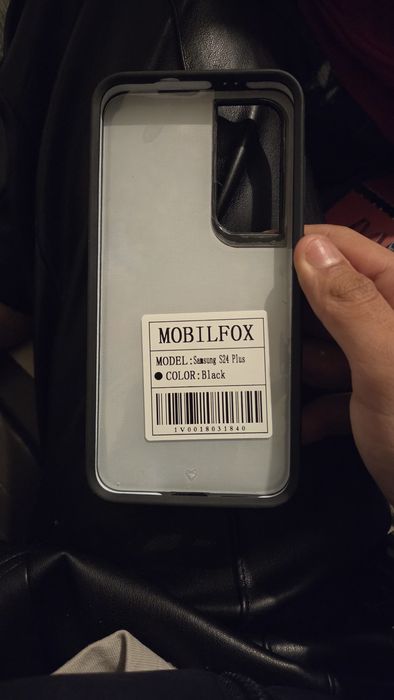 MOBILFOX
MODEL:Samsung S24 Plus
COLOR:Black
1V0018031840